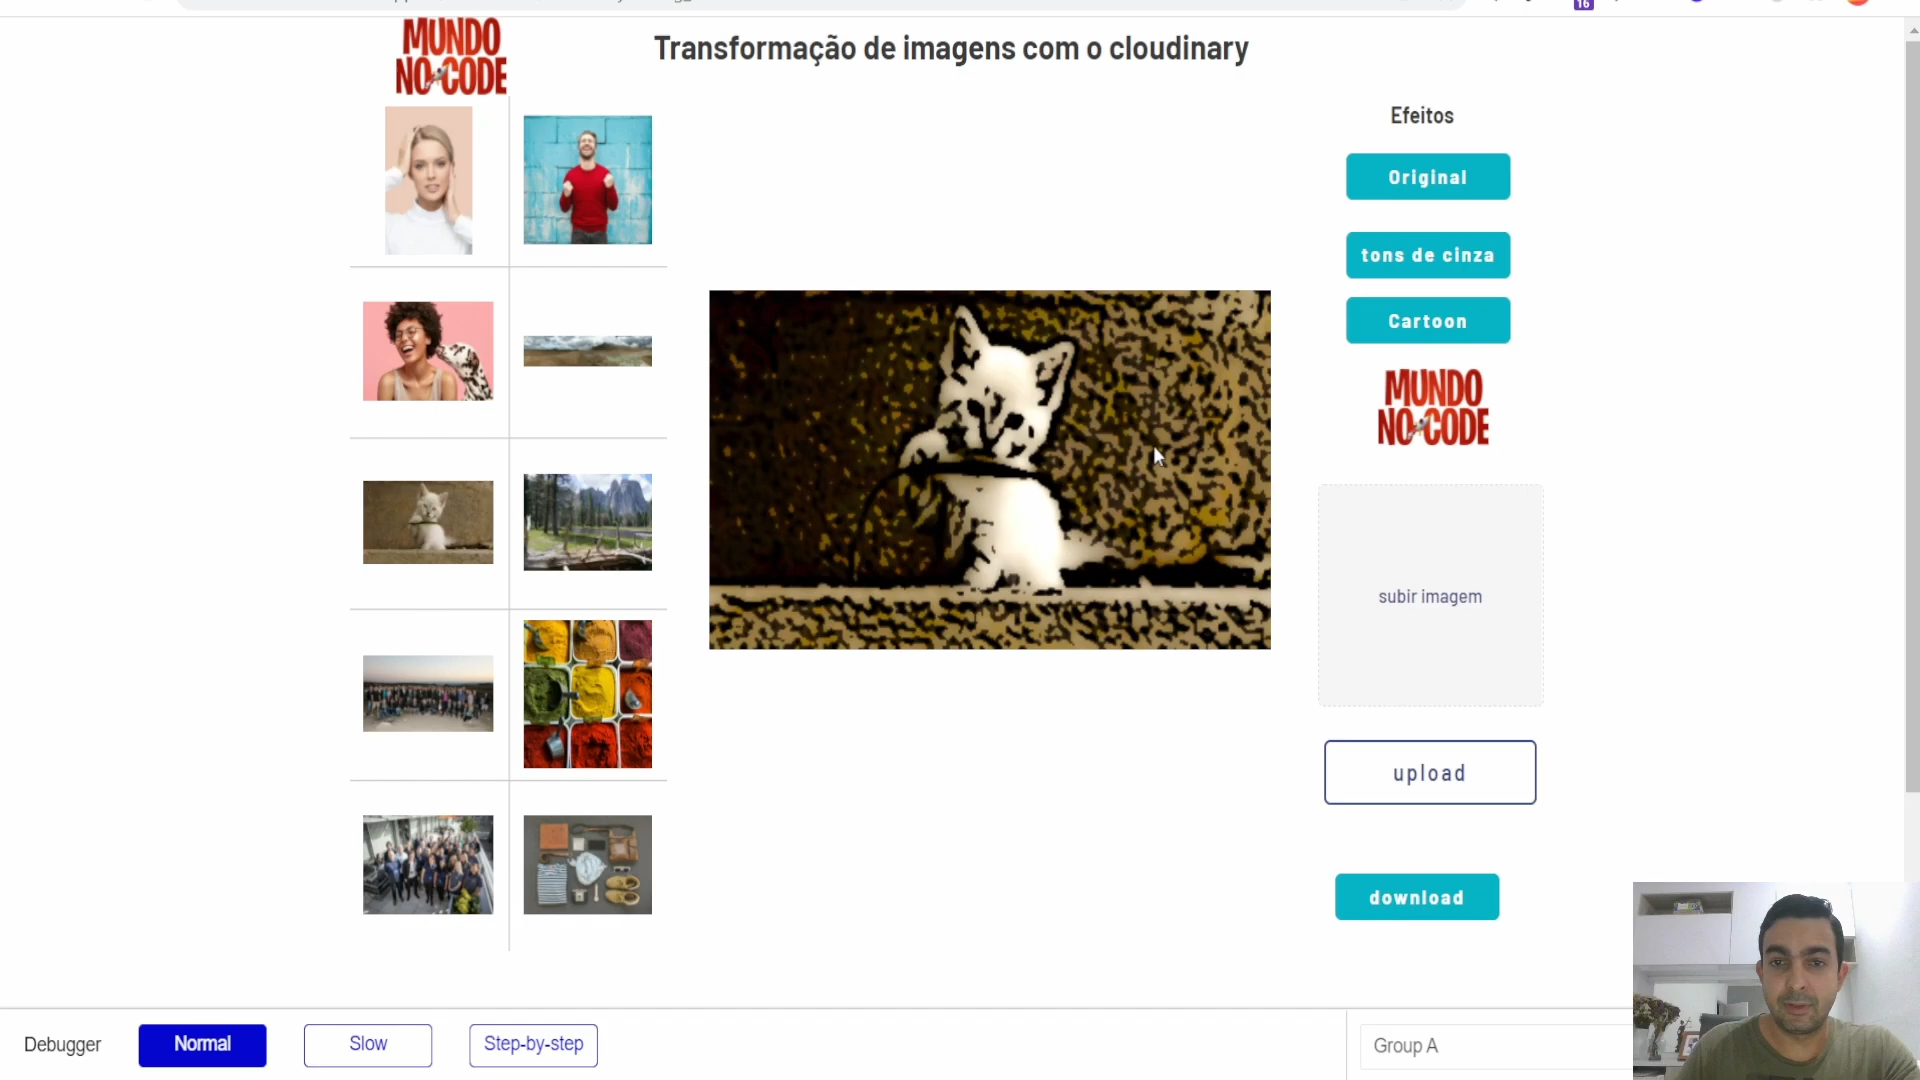 16
MUNDO
NO CODE
Transformação de imagens com o cloudinary
Efeitos
Original
tons de cinza
Cartoon
MUNDO
NO CODE
subir imagem
upload
download
Debugger
Normal
Slow
Step-by-step
Group A